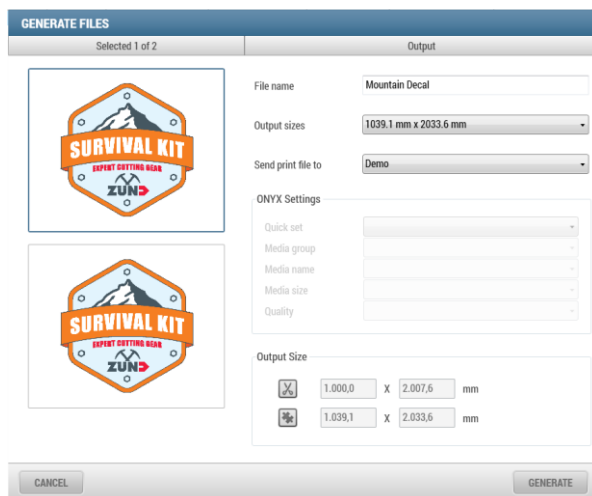 GENERATE FILES
Selected 1 of 2
Output
SURVIVAL KIT
EXPERT CUTTING GEAR
ZUND
SURVIVAL KIT
EXPERT CUTTING GEAR
ZUND
File name
Mountain Decal
Output sizes
1039.1 mm x 2033.6 mm
Send print file to
Demo
ONYX Settings
Quick set
Media group
Media name
Media size
Quality
Output Size
1.000,0 X 2.007,6 mm
1.039,1 X 2.033,6 mm
CANCEL
GENERATE